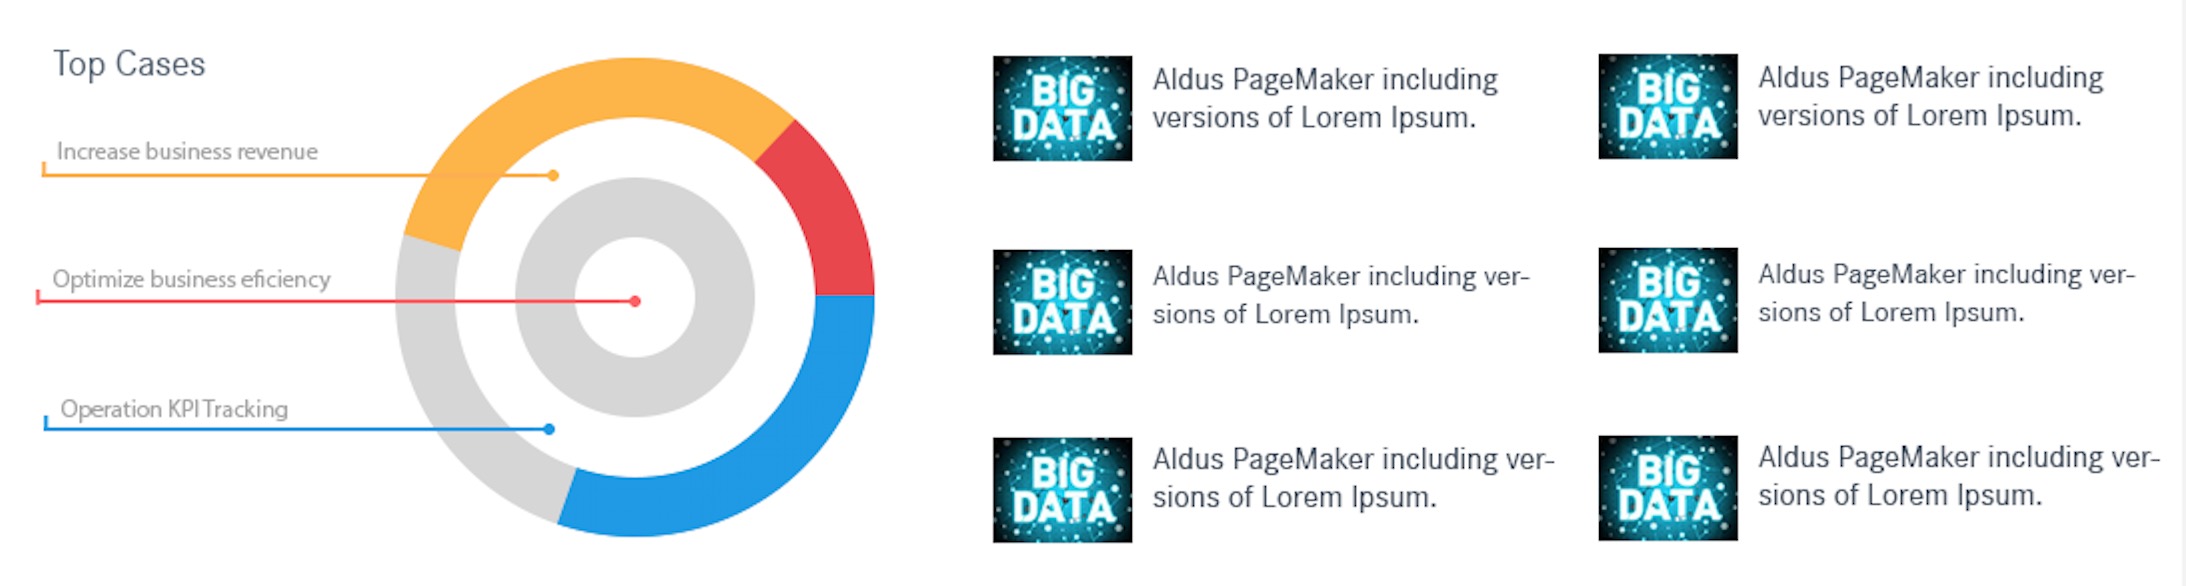 Top Cases
Increase business revenue
Optimize business eficiency
Operation KPI Tracking
BIG
DATA
Aldus PageMaker including
versions of Lorem Ipsum.
BIG
DATA
Aldus PageMaker including
versions of Lorem Ipsum.
BIG
DATA
Aldus PageMaker including ver-
sions of Lorem Ipsum.
BIG
DATA
Aldus PageMaker including ver-
sions of Lorem Ipsum.
BIG
DATA
Aldus PageMaker including ver-
sions of Lorem Ipsum.
BIG
DATA
Aldus PageMaker including ver-
sions of Lorem Ipsum.